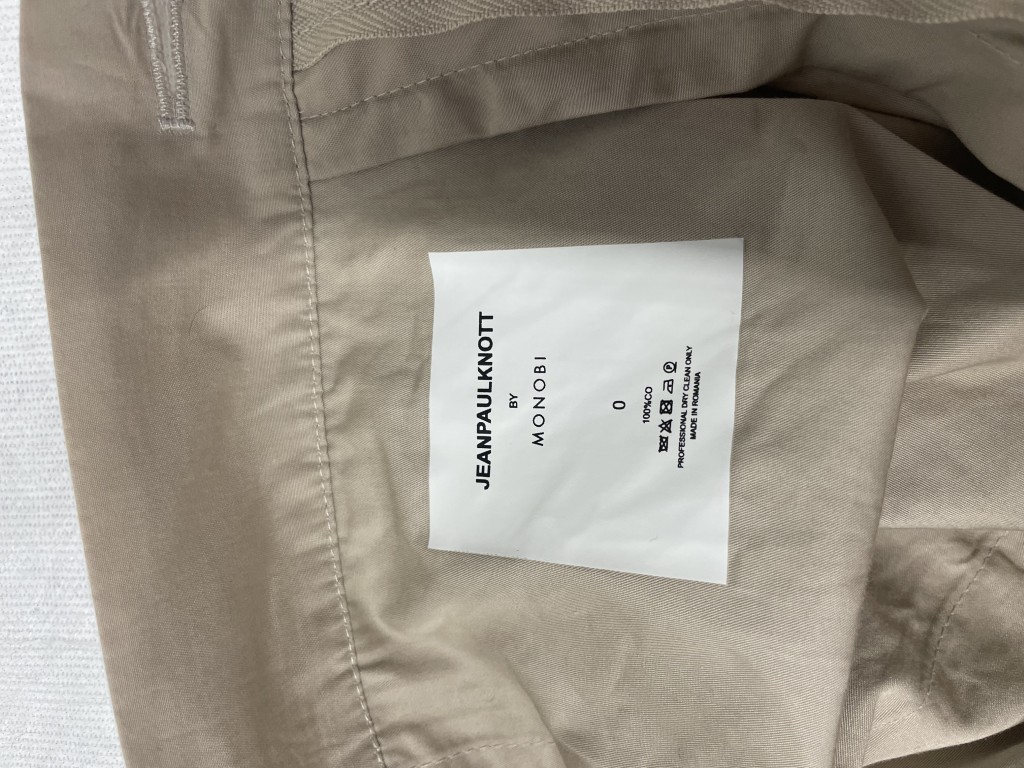 JEANPAULKNOTT
BY
MONOBI
0
100%CO
PROFESSIONAL DRY CLEAN ONLY
MADE IN ROMANIA